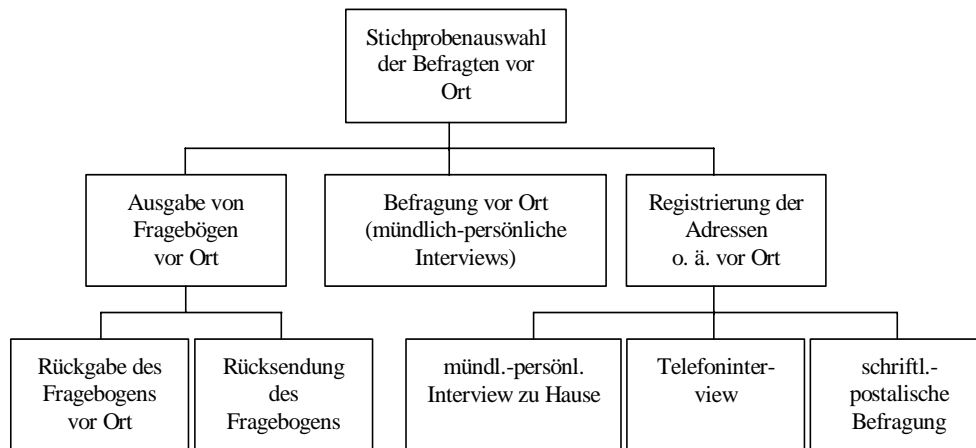 Stichprobenauswahl
der Befragten vor
Ort
Ausgabe von
Fragebögen
vor Ort
Befragung vor Ort
(mündlich-persönliche
Interviews)
Registrierung der
Adressen
o. ä. vor Ort
Rückgabe des
Fragebogens
vor Ort
Rücksendung
des
Fragebogens
mündl.-persönl.
Interview zu Hause
Telefoninter-
view
schriftl.-
postalische
Befragung